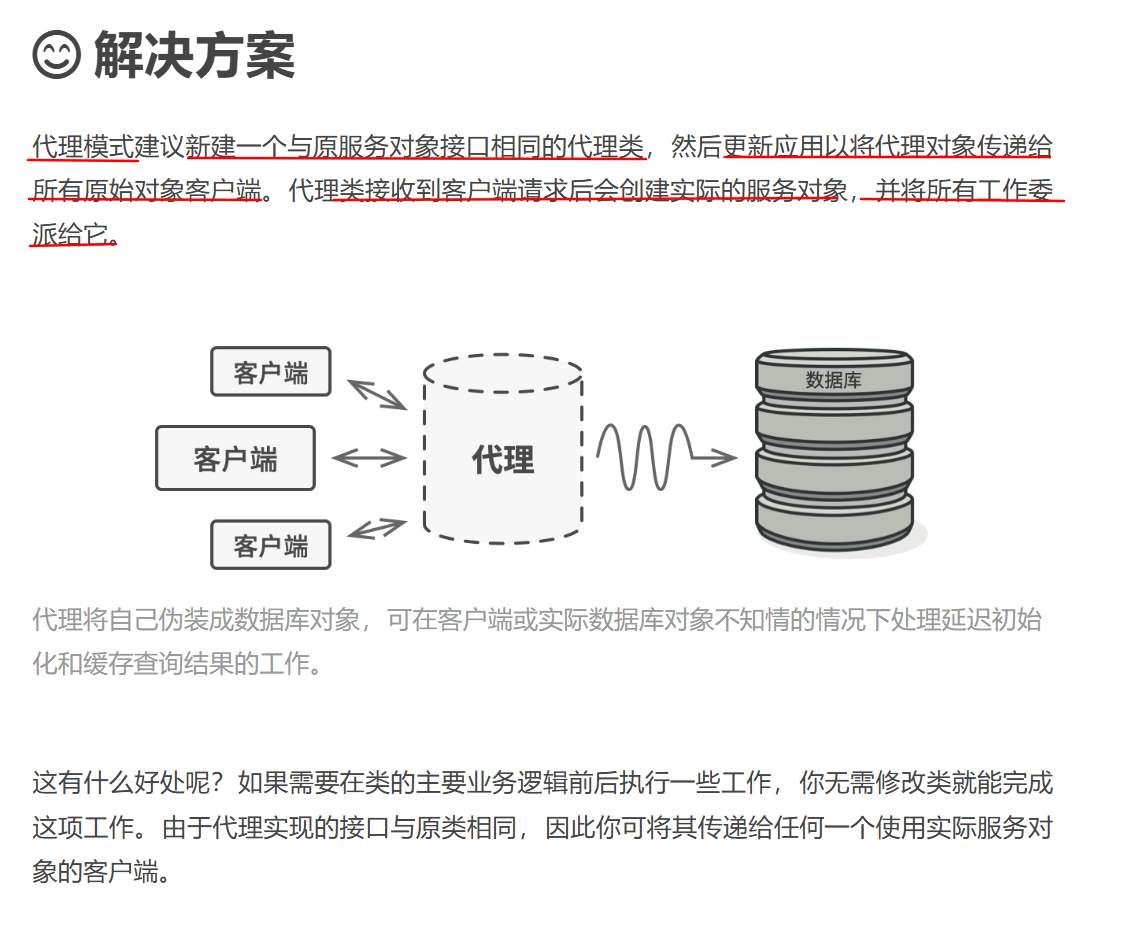 解决方案
代理模式建议新建一个与原服务对象接口相同的代理类，然后更新应用以将代理对象传递给
所有原始对象客户端。代理类接收到客户端请求后会创建实际的服务对象，并将所有工作委
派给它。
客户端
客户端
客户端
代理
数据库
代理将自己伪装成数据库对象，可在客户端或实际数据库对象不知情的情况下处理延迟初始
化和缓存查询结果的工作。
这有什么好处呢？如果需要在类的主要业务逻辑前后执行一些工作，你无需修改类就能完成
这项工作。由于代理实现的接口与原类相同，因此你可将其传递给任何一个使用实际服务对
象的客户端。